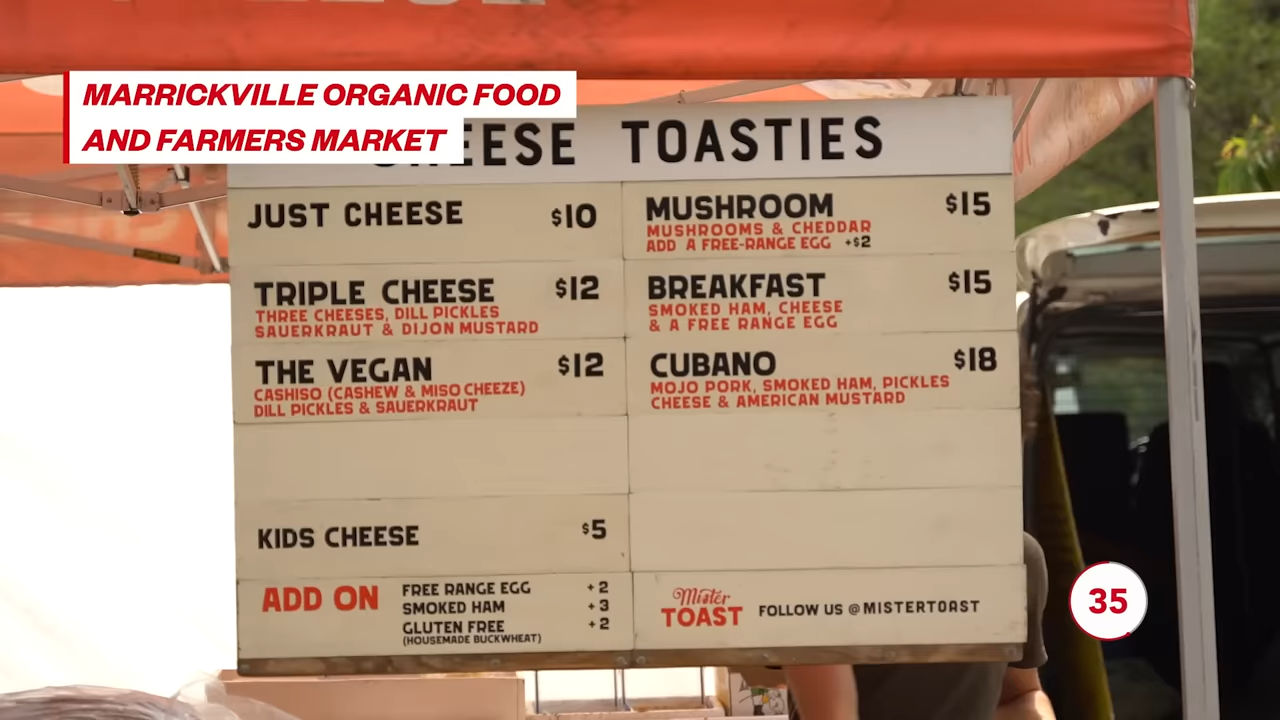 MARRICKVILLE ORGANIC FOOD
AND FARMERS MARKET
CHEESE TOASTIES
JUST CHEESE $10
TRIPLE CHEESE $12
THREE CHEESES, DILL PICKLES
SAUERKRAUT & DIJON MUSTARD
THE VEGAN $12
CASHISO (CASHEW & MISO CHEEZE)
DILL PICKLES & SAUERKRAUT
KIDS CHEESE $5
ADD ON
FREE RANGE EGG +2
SMOKED HAM +3
GLUTEN FREE +2
(HOUSEMADE BUCKWHEAT)
MUSHROOM $15
MUSHROOMS & CHEDDAR
ADD A FREE-RANGE EGG +$2
BREAKFAST $15
SMOKED HAM, CHEESE
& A FREE RANGE EGG
CUBANO $18
MOJO PORK, SMOKED HAM, PICKLES
CHEESE & AMERICAN MUSTARD
Mister
TOAST
FOLLOW US @MISTERTOAST
35